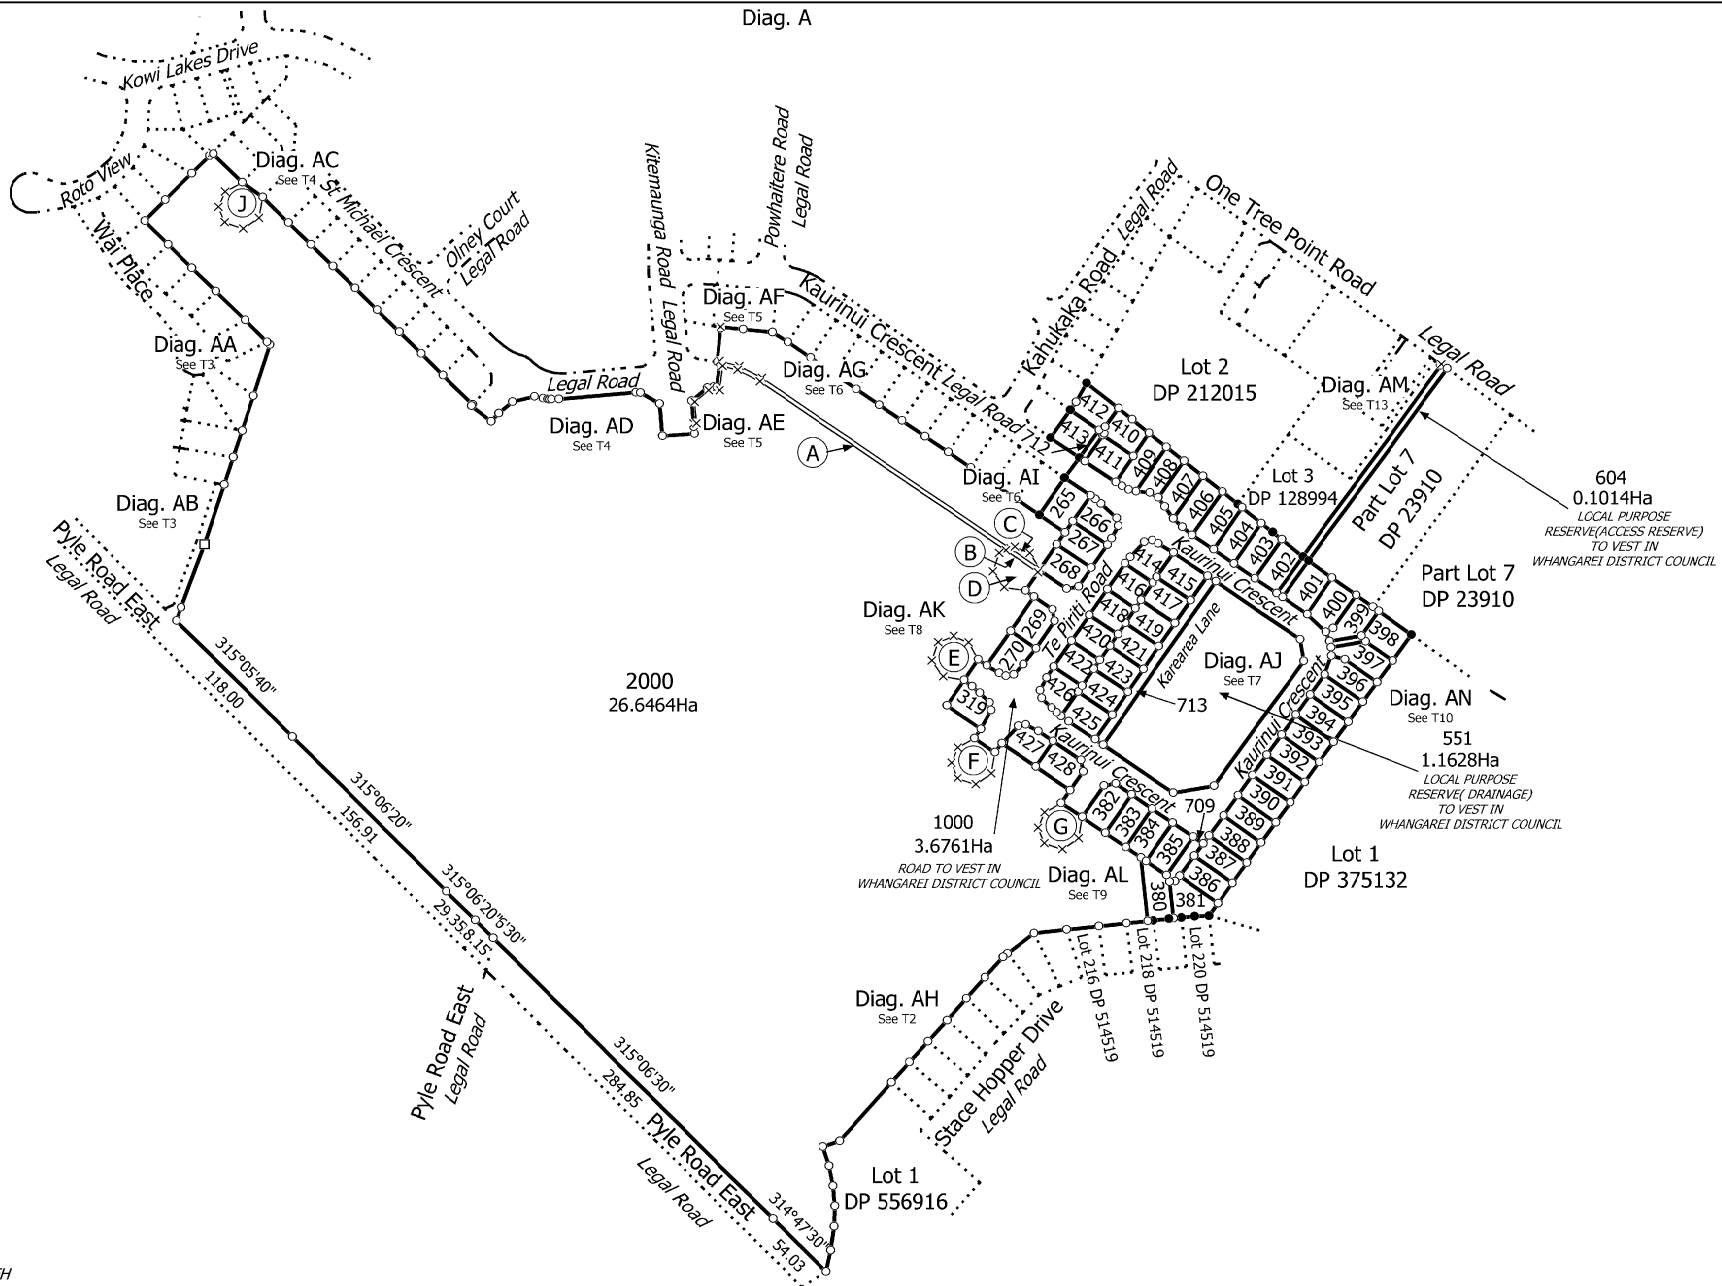 Diag. A
Kowi Lakes Drive
Roto View
Wai Place
Diag. AC
See T4
J
St Michael Crescent
Olney Court
Legal Road
Kitemaunga Road Legal Road
Powhaitere Road
Legal Road
Diag. AA
See T3
Diag. AB
See T3
Legal Road
Diag. AD
See T4
Diag. AE
See T5
Diag. AF
See T5
Diag. AG
See T6
Kaurinui Crescent Legal Road
Kahukaka Road Legal Road
One Tree Point Road
Legal Road
Lot 2
DP 212015
Diag. AM
See T13
Lot 3
DP 128994
Part Lot 7
DP 23910
604
0.1014Ha
LOCAL PURPOSE
RESERVE(ACCESS RESERVE)
TO VEST IN
WHANGAREI DISTRICT COUNCIL
Part Lot 7
DP 23910
A
B
C
D
E
F
G
Diag. AI
See T6
712
412
413
410
411
409
408
407
406
405
404
403
402
401
400
399
398
397
396
395
394
393
392
391
390
389
388
387
386
265
266
267
268
269
270
319
414
415
416
417
418
419
420
421
422
423
424
425
426
427
428
382
383
384
385
380
381
709
713
Te Piriti Road
Karearea Lane
Kaurinui Crescent
Kaurinui Crescent
Kaurinui Crescent
Diag. AJ
See T7
Diag. AK
See T8
Diag. AL
See T9
Diag. AN
See T10
551
1.1628Ha
LOCAL PURPOSE
RESERVE( DRAINAGE)
TO VEST IN
WHANGAREI DISTRICT COUNCIL
1000
3.6761Ha
ROAD TO VEST IN
WHANGAREI DISTRICT COUNCIL
Lot 1
DP 375132
2000
26.6464Ha
Pyle Road East
Legal Road
315°05'40"
118.00
315°06'20"
156.91
315°06'20"
29.35
6'30"
8.15
Pyle Road East
Legal Road
315°06'30"
284.85
Pyle Road East
Legal Road
314°47'30"
54.03
Diag. AH
See T2
Stace Hopper Drive
Legal Road
Lot 216 DP 514519
Lot 218 DP 514519
Lot 220 DP 514519
Lot 1
DP 556916